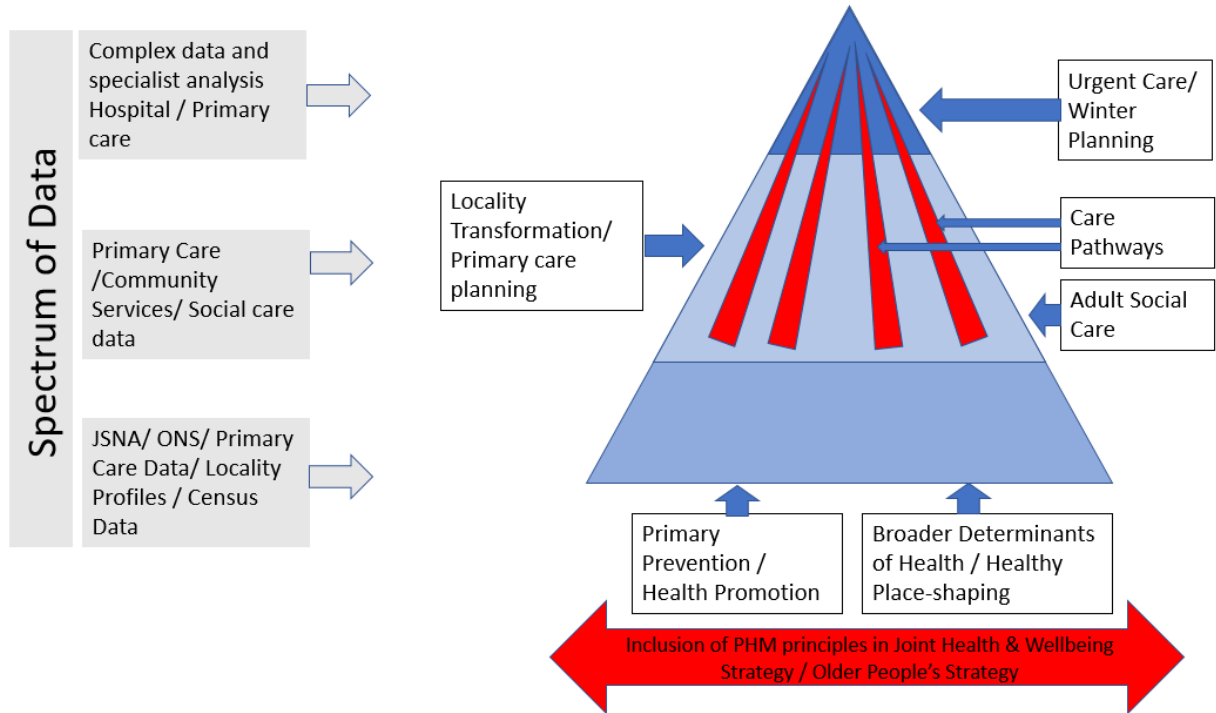 Spectrum of Data
Complex data and
specialist analysis
Hospital / Primary
care
Primary Care
/Community
Services/ Social care
data
JSNA/ ONS/ Primary
Care Data/ Locality
Profiles / Census
Data
Locality
Transformation/
Primary care
planning
Urgent Care/
Winter
Planning
Care
Pathways
Adult Social
Care
Primary
Prevention /
Health Promotion
Broader Determinants
of Health / Healthy
Place-shaping
Inclusion of PHM principles in Joint Health & Wellbeing
Strategy / Older People's Strategy